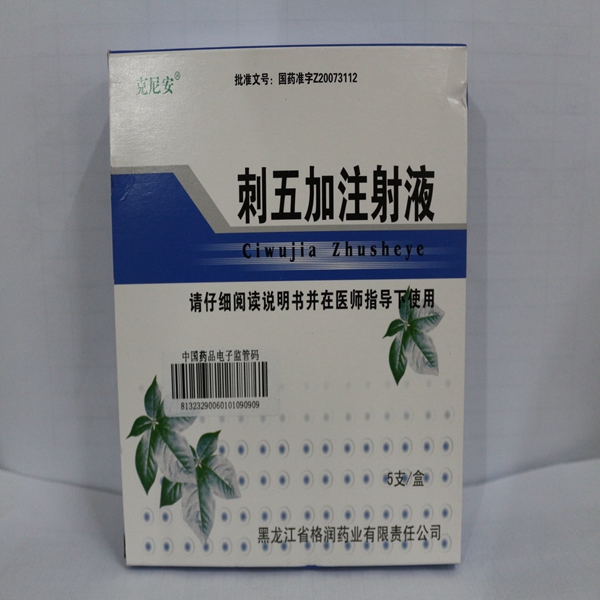 克尼安®
批准文号：国药准字Z20073112
刺五加注射液
Ciwujia Zhusheye
请仔细阅读说明书并在医师指导下使用
中国药品电子监管码
81323290060101090909
5支/盒
黑龙江省格润药业有限责任公司